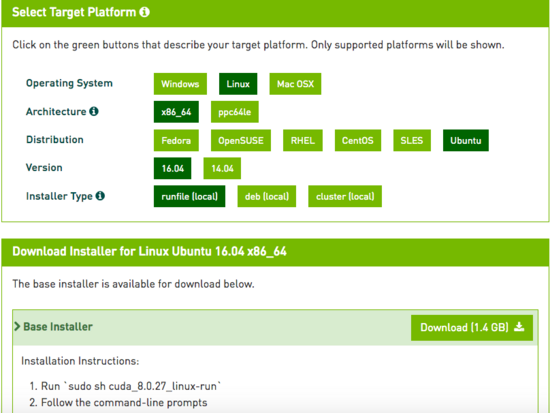 Select Target Platform
Click on the green buttons that describe your target platform. Only supported platforms will be shown.
Operating System Windows Linux Mac OSX
Architecture x86_64 ppc64le
Distribution Fedora OpenSUSE RHEL CentOS SLES Ubuntu
Version 16.04 14.04
Installer Type runfile (local) deb (local) cluster (local)
Download Installer for Linux Ubuntu 16.04 x86_64
The base installer is available for download below.
Base Installer Download (1.4 GB)
Installation Instructions:
1. Run `sudo sh cuda_8.0.27_linux-run`
2. Follow the command-line prompts